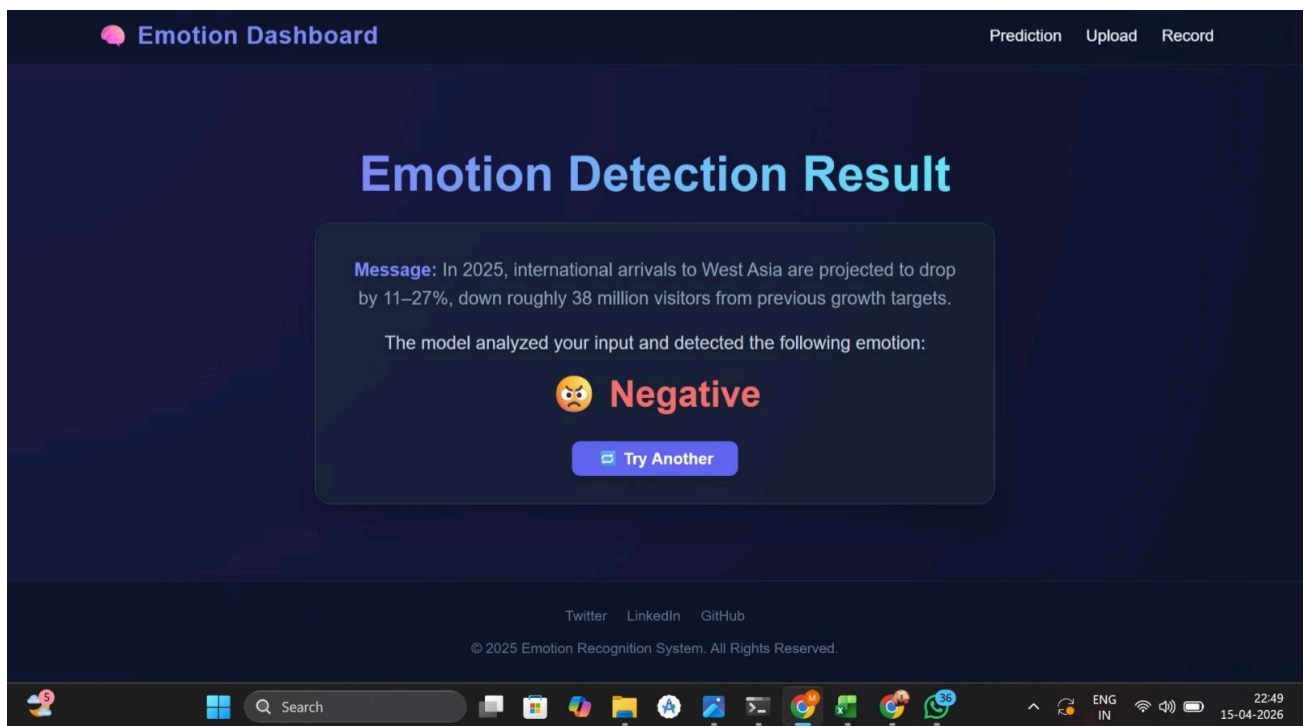 Emotion Dashboard
Prediction Upload Record
Emotion Detection Result
Message: In 2025, international arrivals to West Asia are projected to drop
by 11–27%, down roughly 38 million visitors from previous growth targets.
The model analyzed your input and detected the following emotion:
Negative
Try Another
Twitter LinkedIn GitHub
© 2025 Emotion Recognition System. All Rights Reserved.
5
Search
M
36
ENG
IN
22:49
15-04-2026